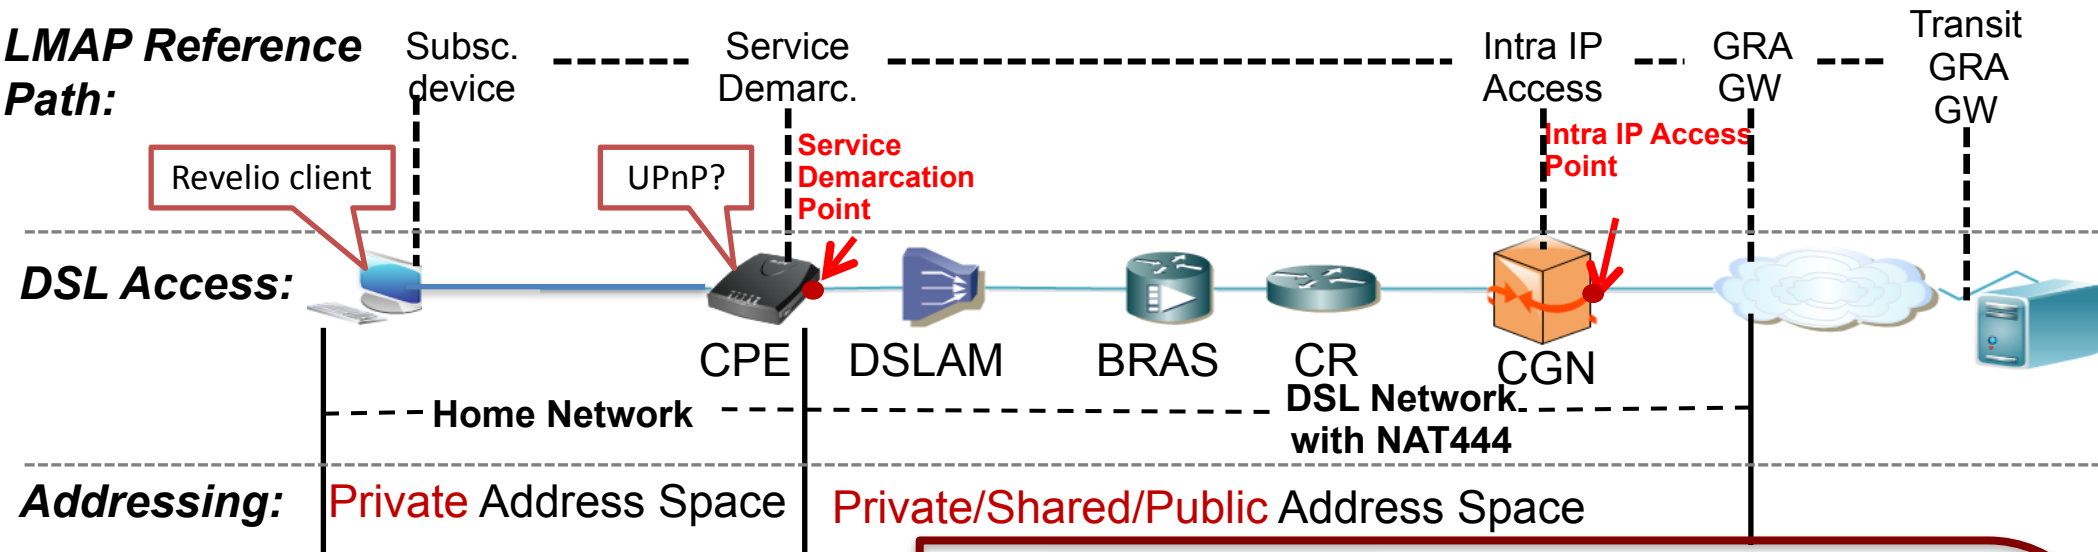 LMAP Reference
Path:
Subsc.
device
Service
Demarc.
Intra IP
Access
GRA
GW
Transit
GRA
GW
Revelio client
UPnP?
Service
Demarcation
Point
Intra IP Access
Point
DSL Access:
CPE
DSLAM
BRAS
CR
CGN
Home Network
DSL Network
with NAT444
Addressing:
Private Address Space
Private/Shared/Public Address Space